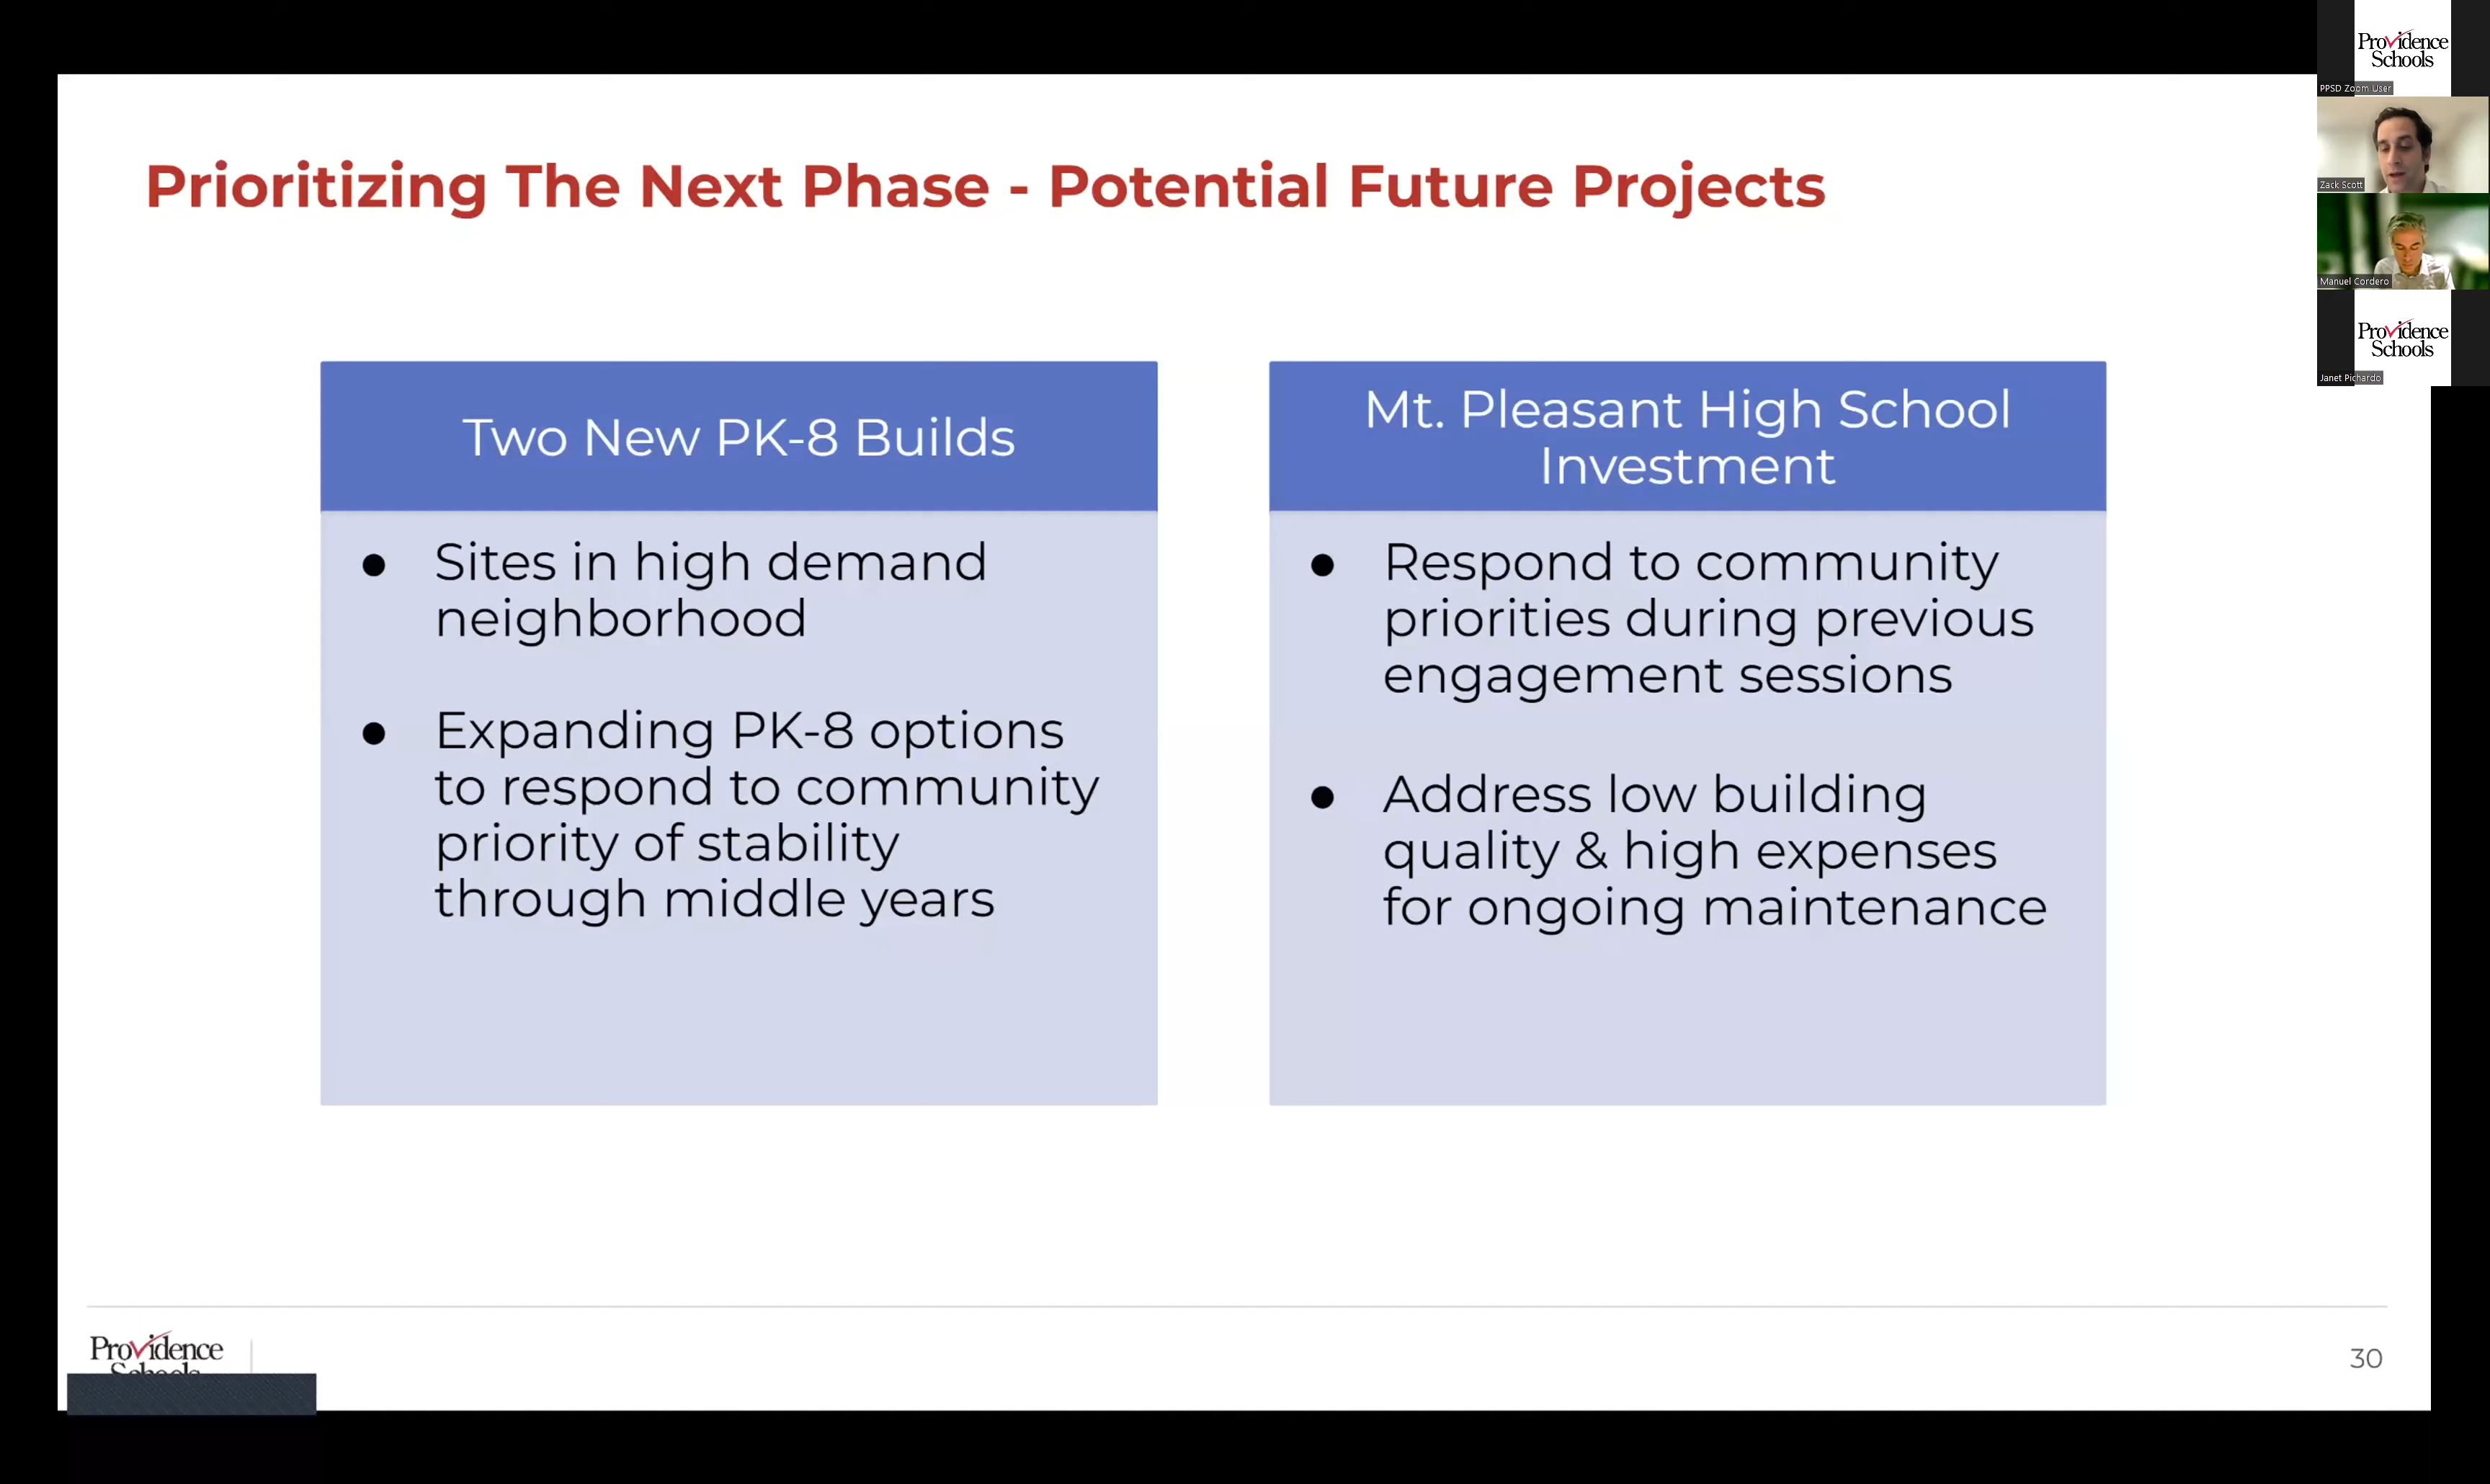 Prioritizing The Next Phase - Potential Future Projects
Two New PK-8 Builds
● Sites in high demand
neighborhood
● Expanding PK-8 options
to respond to community
priority of stability
through middle years
Mt. Pleasant High School
Investment
● Respond to community
priorities during previous
engagement sessions
● Address low building
quality & high expenses
for ongoing maintenance
Providence
Schools
30
Providence
Schools
PPSD Zoom User
Zack Scott
Manuel Cordero
Providence
Schools
Janet Pichardo